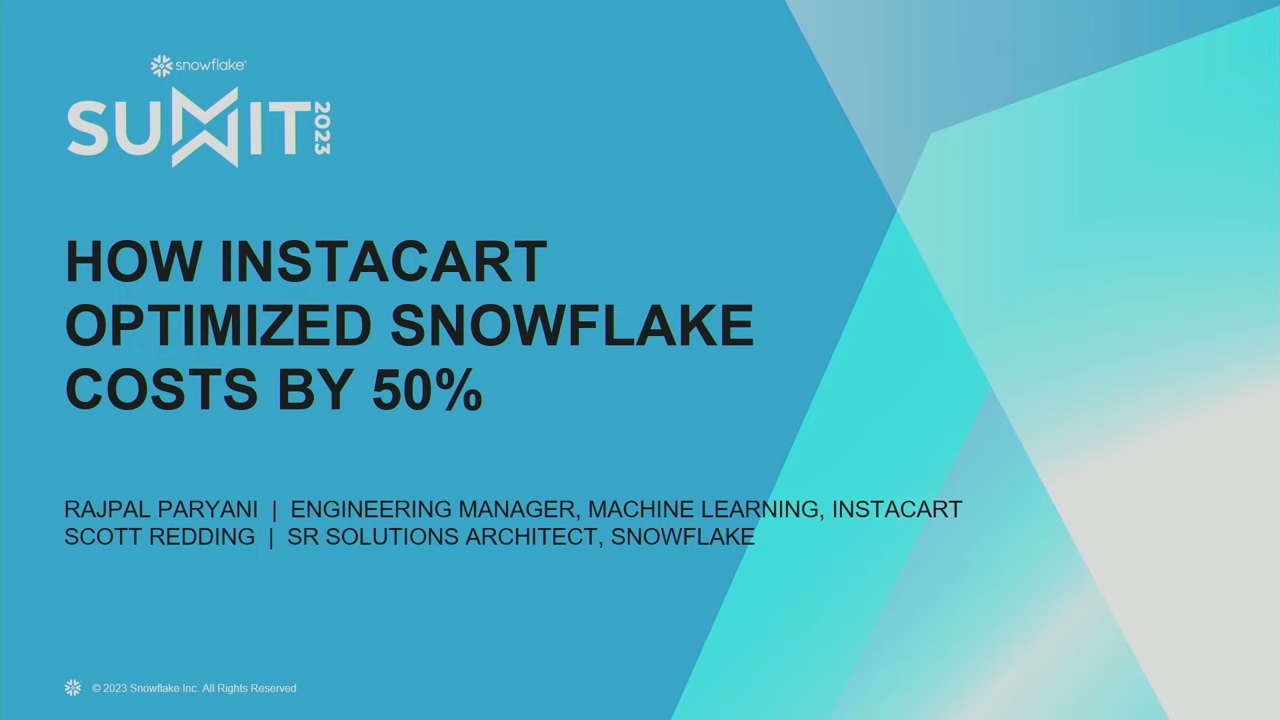 snowflake
SUMMIT 2023
HOW INSTACART
OPTIMIZED SNOWFLAKE
COSTS BY 50%
RAJPAL PARYANI | ENGINEERING MANAGER, MACHINE LEARNING, INSTACART
SCOTT REDDING | SR SOLUTIONS ARCHITECT, SNOWFLAKE
© 2023 Snowflake Inc. All Rights Reserved